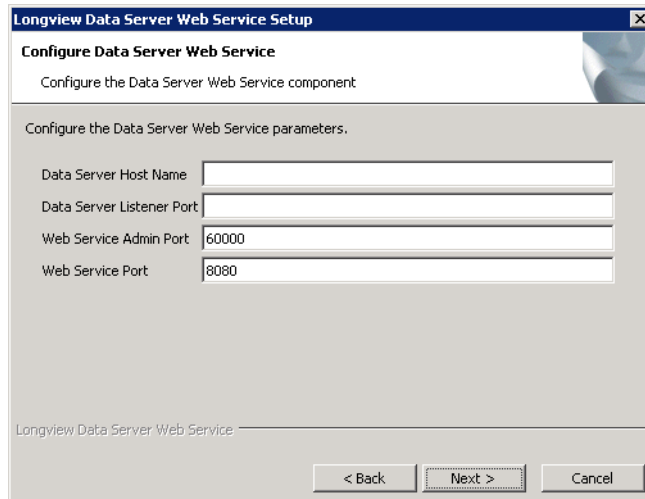 Longview Data Server Web Service Setup
Configure Data Server Web Service
Configure the Data Server Web Service component
Configure the Data Server Web Service parameters.
Data Server Host Name
Data Server Listener Port
Web Service Admin Port 60000
Web Service Port 8080
Longview Data Server Web Service
< Back Next > Cancel